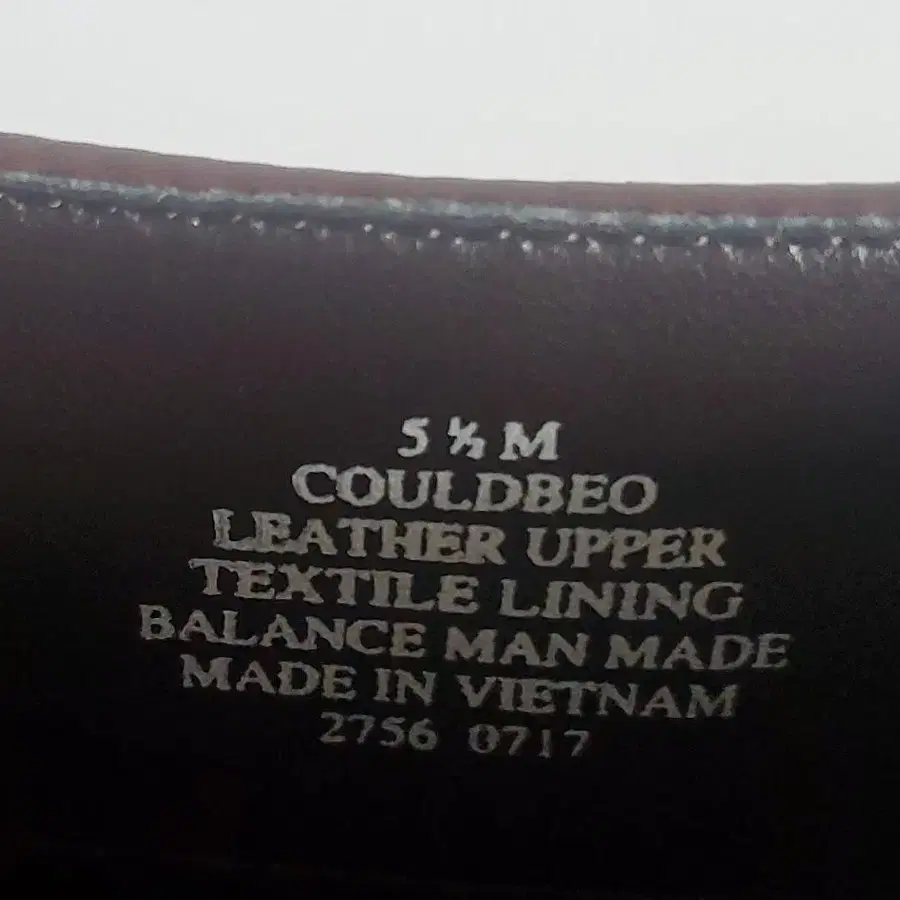 5 ½ M
COULDBEO
LEATHER UPPER
TEXTILE LINING
BALANCE MAN MADE
MADE IN VIETNAM
2756 0717